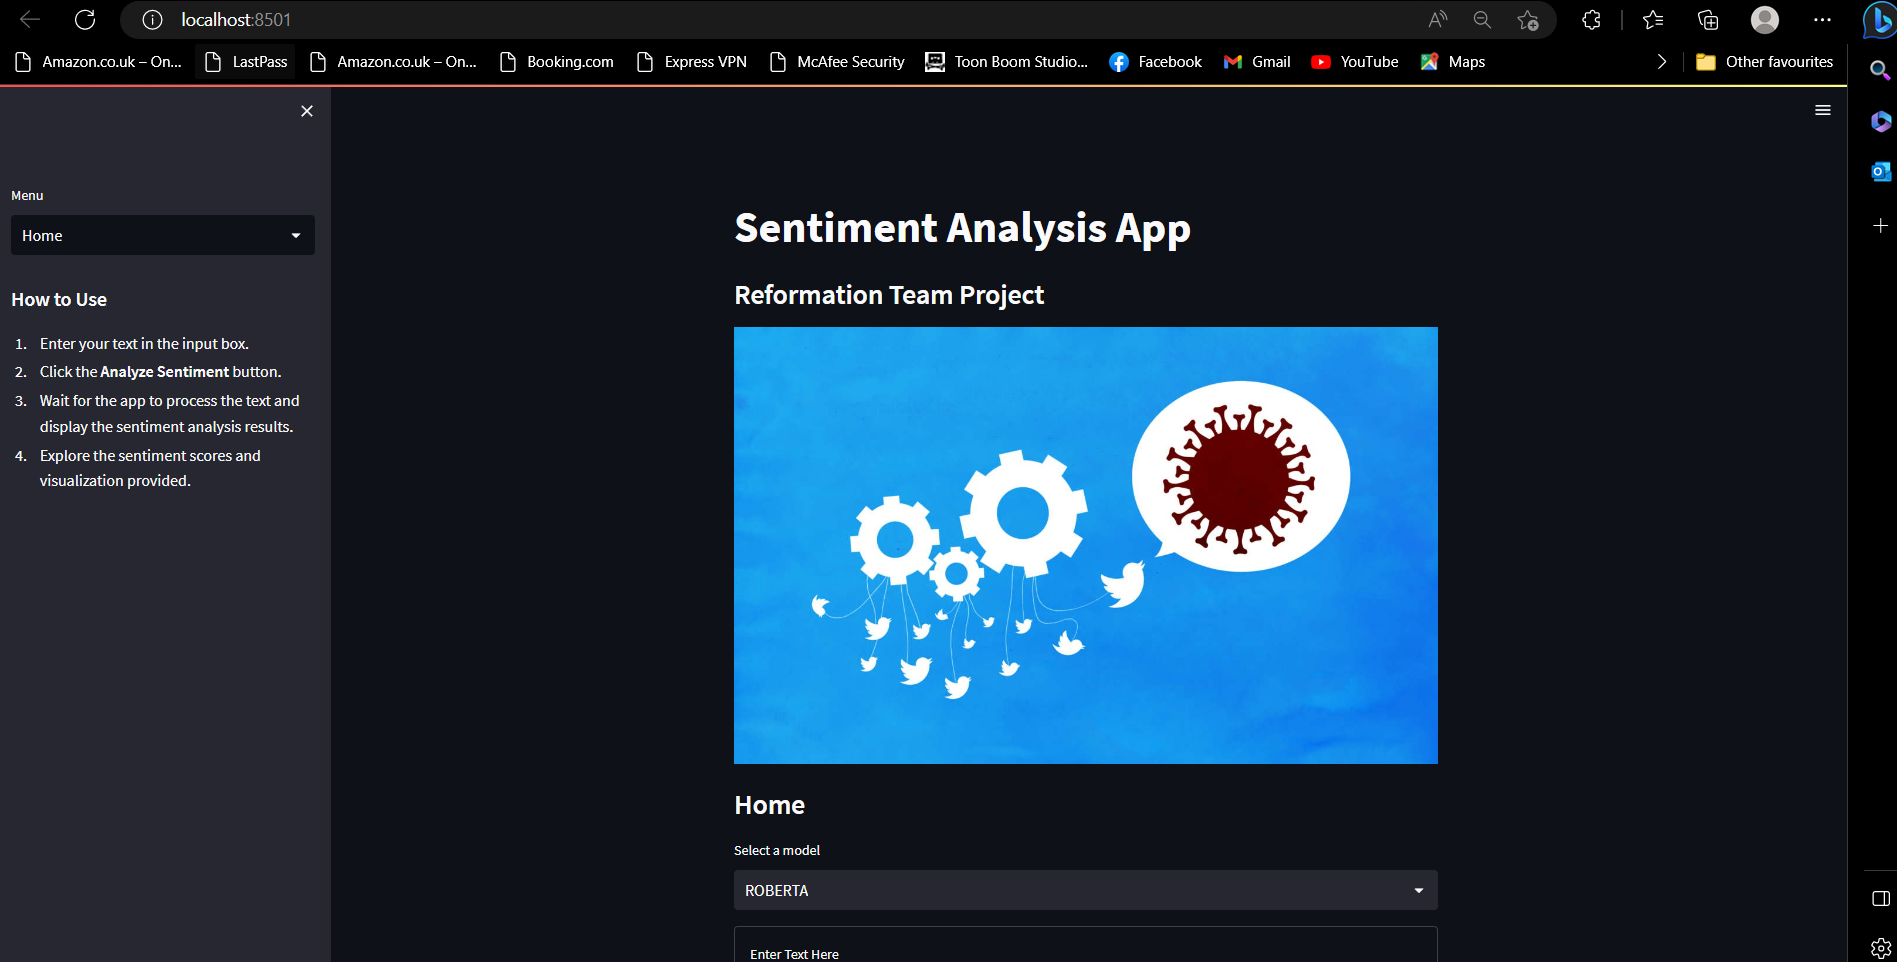 localhost:8501
Amazon.co.uk – On...
LastPass
Amazon.co.uk – On...
Booking.com
Express VPN
McAfee Security
Toon Boom Studio...
Facebook
Gmail
YouTube
Maps
Other favourites
Menu
Home
How to Use
1. Enter your text in the input box.
2. Click the Analyze Sentiment button.
3. Wait for the app to process the text and
display the sentiment analysis results.
4. Explore the sentiment scores and
visualization provided.
Sentiment Analysis App
Reformation Team Project
Home
Select a model
ROBERTA
Enter Text Here